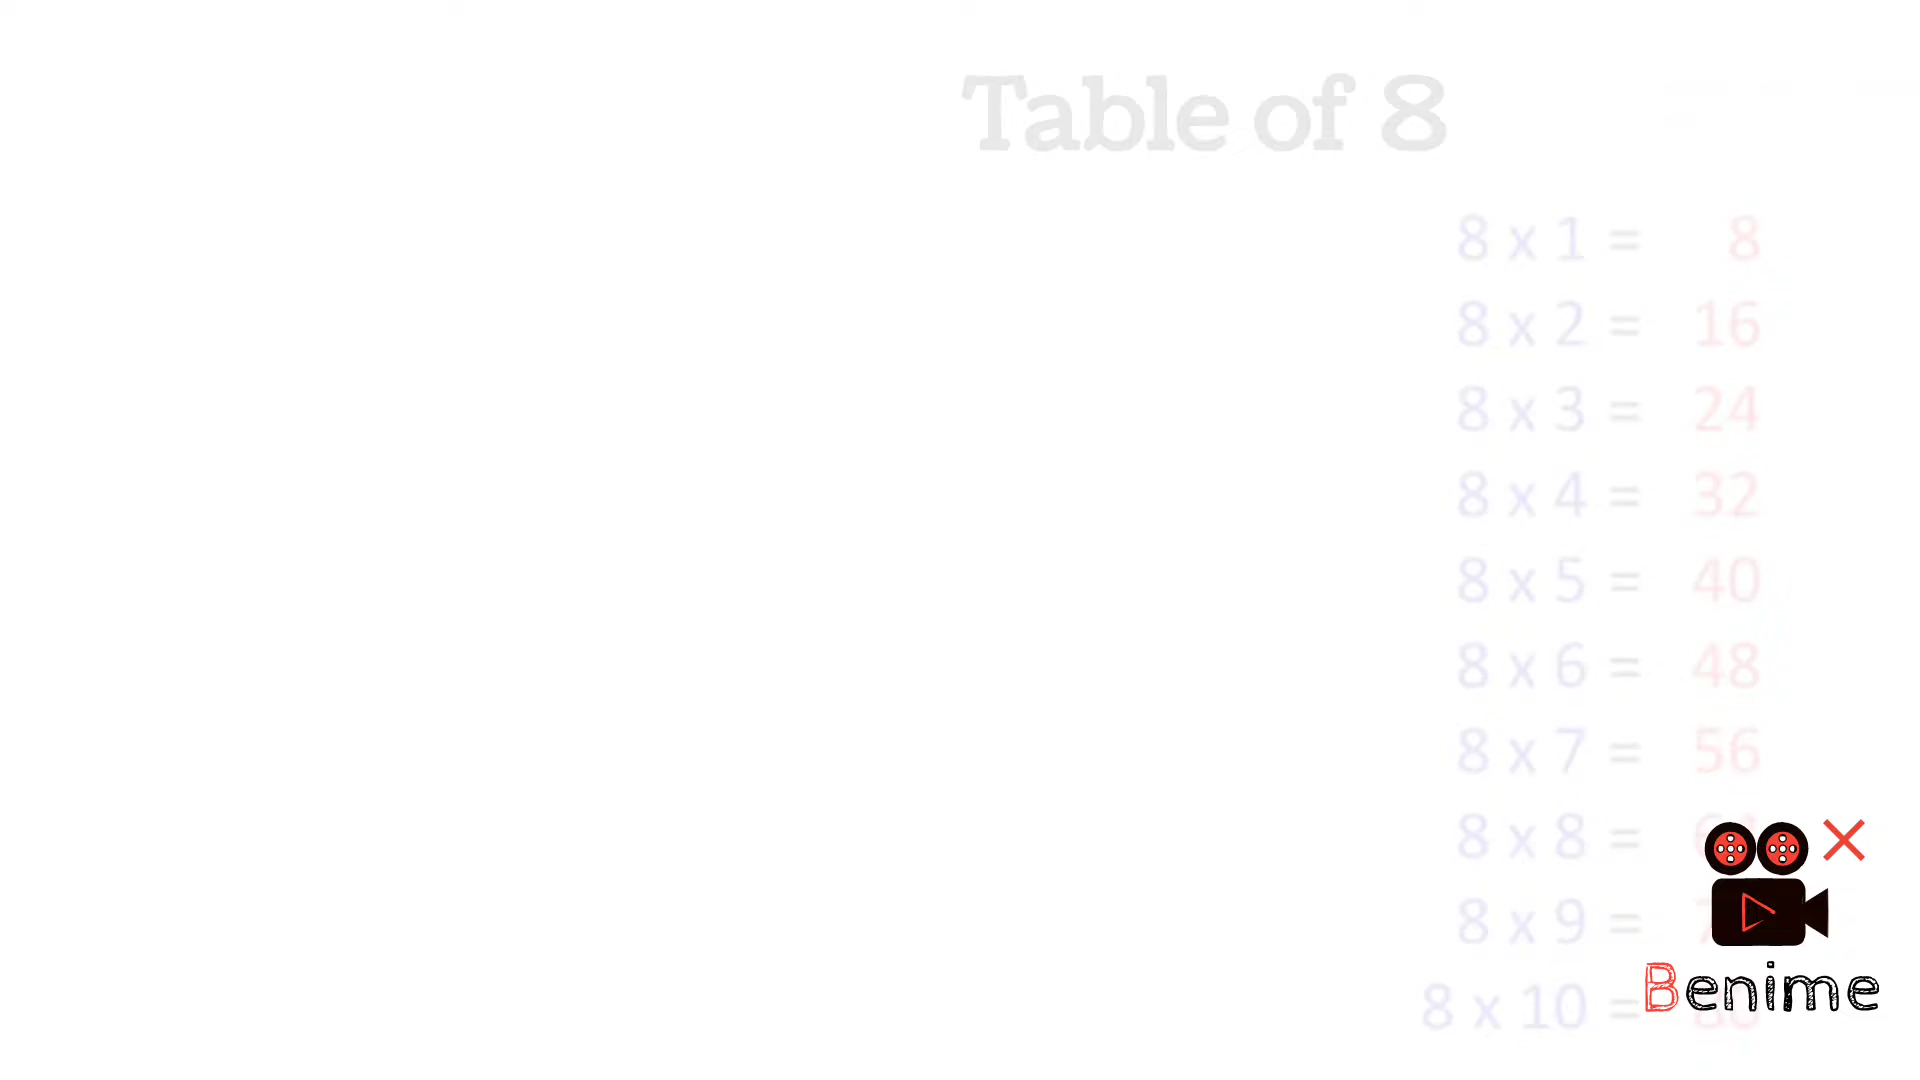 Table of 8
8 x 1 = 8
8 x 2 = 16
8 x 3 = 24
8 x 4 = 32
8 x 5 = 40
8 x 6 = 48
8 x 7 = 56
8 x 8 =
8 x 9 =
8 x 10 =
Benime